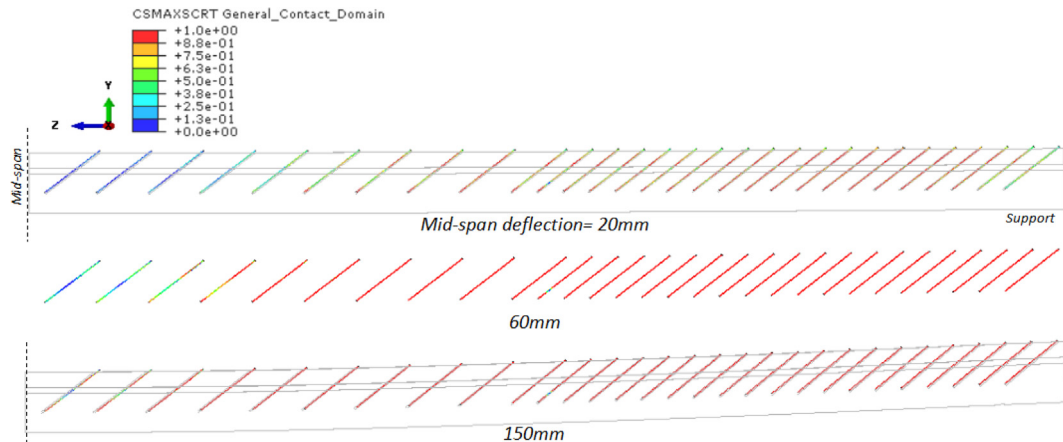 CSMAXSCRT General_Contact_Domain
+1.0e+00
+8.8e-01
+7.5e-01
+6.3e-01
+5.0e-01
+3.8e-01
+2.5e-01
+1.3e-01
+0.0e+00
Y
Z
Mid-span
Mid-span deflection= 20mm
Support
60mm
150mm